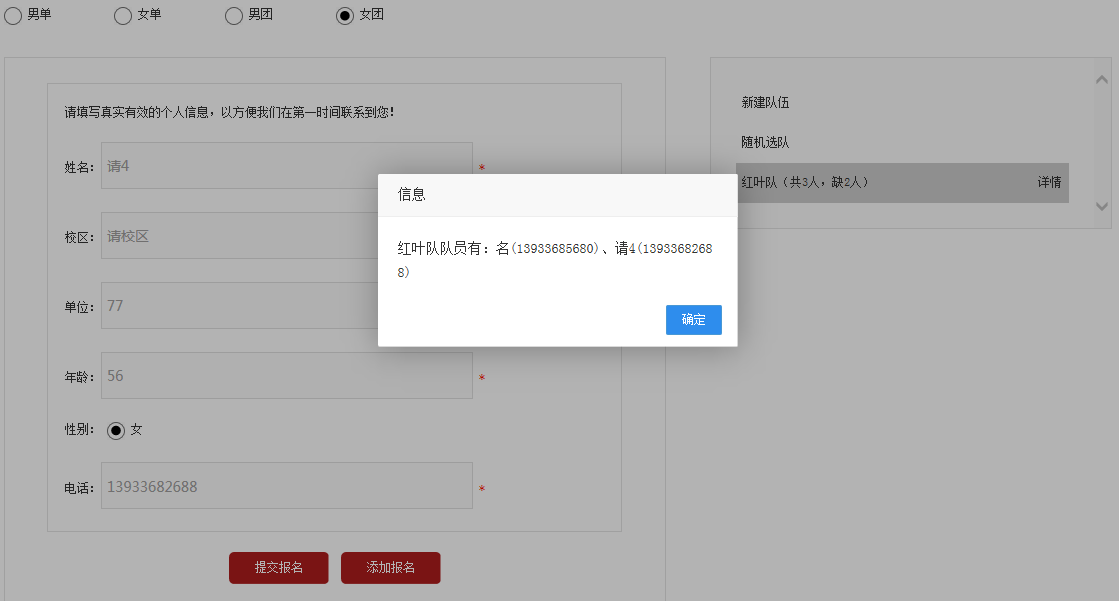 男单 女单 男团 女团
请填写真实有效的个人信息，以方便我们在第一时间联系到您！
姓名： 请4 *
校区： 请校区
单位： 77
年龄： 56 *
性别： 女
电话： 13933682688 *
提交报名 添加报名
新建队伍
随机选队
红叶队（共3人，缺2人） 详情
信息
红叶队队员有：名(13933685680)、请4(1393368268
8)
确定